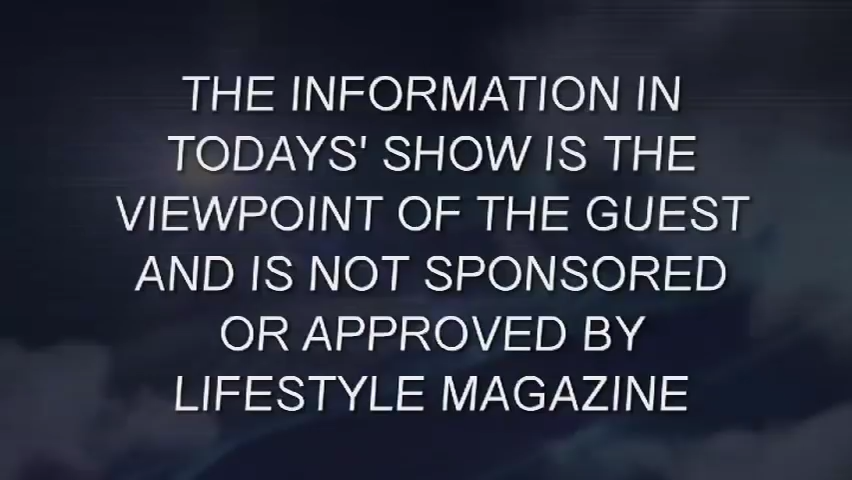 THE INFORMATION IN
TODAYS' SHOW IS THE
VIEWPOINT OF THE GUEST
AND IS NOT SPONSORED
OR APPROVED BY
LIFESTYLE MAGAZINE